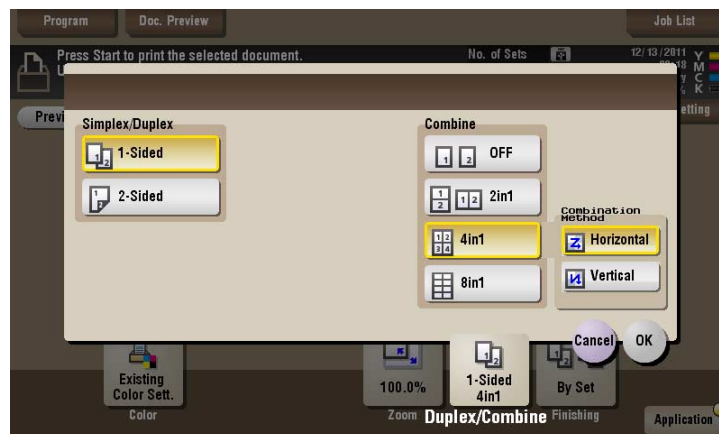 Program
Doc. Preview
Job List
Press Start to print the selected document.
No. of Sets
12/13/2011
Y
M
C
K
Simplex/Duplex
1-Sided
2-Sided
Combine
OFF
2in1
4in1
8in1
Combination
Method
Horizontal
Vertical
Cancel
OK
Existing
Color Sett.
Color
100.0%
Zoom
1-Sided
4in1
Duplex/Combine
By Set
Finishing
Application